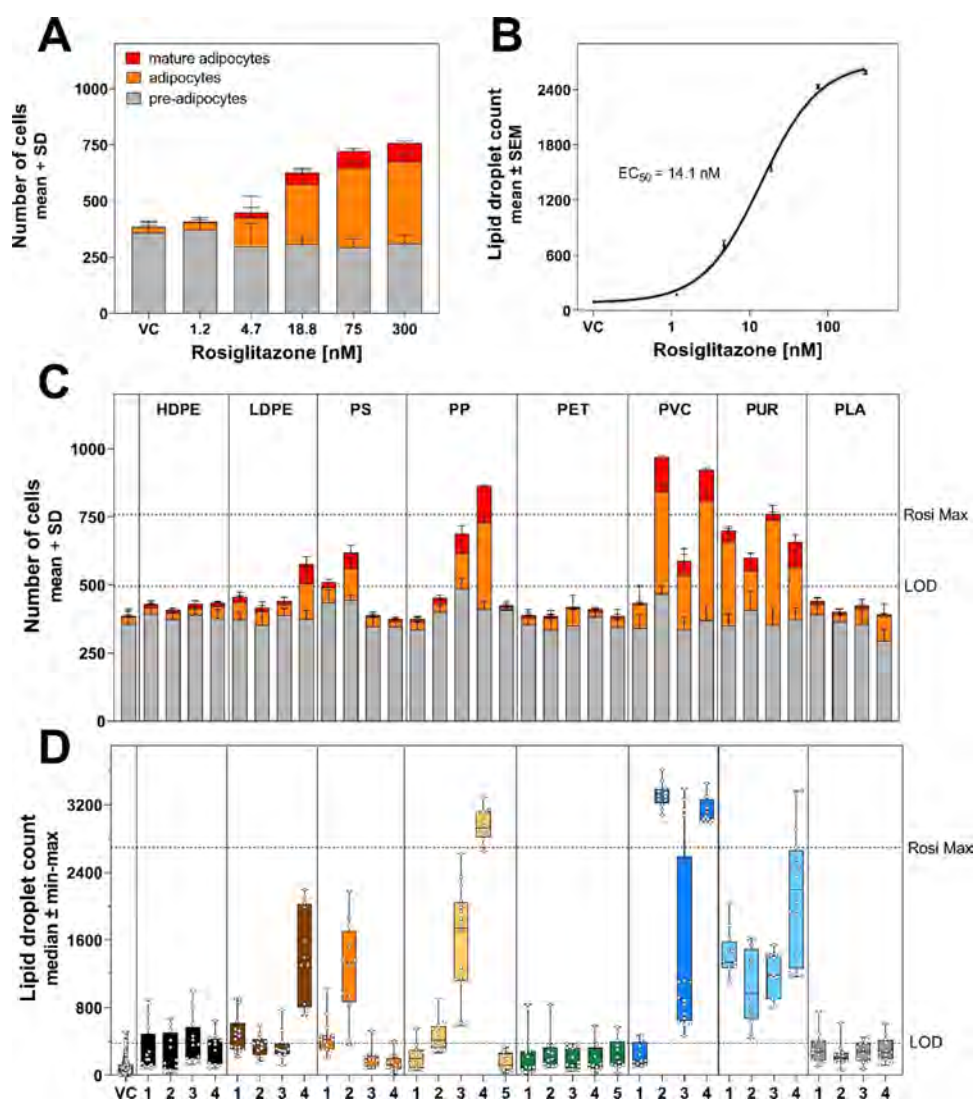 A
mature adipocytes
adipocytes
pre-adipocytes
Number of cells
mean + SD
1000
750
500
250
0
VC 1.2 4.7 18.8 75 300
Rosiglitazone [nM]
B
Lipid droplet count
mean ± SEM
2400
1800
1200
600
0
EC50 = 14.1 nM
VC 1 10 100
Rosiglitazone [nM]
C
HDPE LDPE PS PP PET PVC PUR PLA
Number of cells
mean + SD
1000
750
500
250
0
Rosi Max
LOD
D
Lipid droplet count
median ± min-max
3200
2400
1600
800
0
Rosi Max
LOD
VC 1 2 3 4 1 2 3 4 1 2 3 4 1 2 3 4 5 1 2 3 4 5 1 2 3 4 1 2 3 4 1 2 3 4